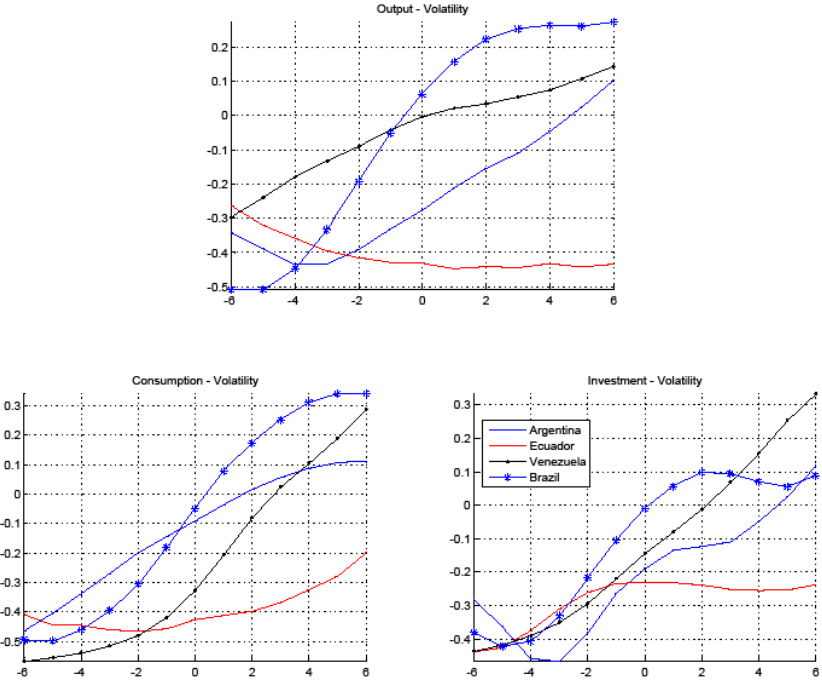 Output - Volatility
0.2
0.1
0
-0.1
-0.2
-0.3
-0.4
-0.5
-6 -4 -2 0 2 4 6
Consumption - Volatility
0.3
0.2
0.1
0
-0.1
-0.2
-0.3
-0.4
-0.5
-6 -4 -2 0 2 4 6
Investment - Volatility
0.3
0.2
0.1
0
-0.1
-0.2
-0.3
-0.4
-6 -4 -2 0 2 4 6
Argentina
Ecuador
Venezuela
Brazil